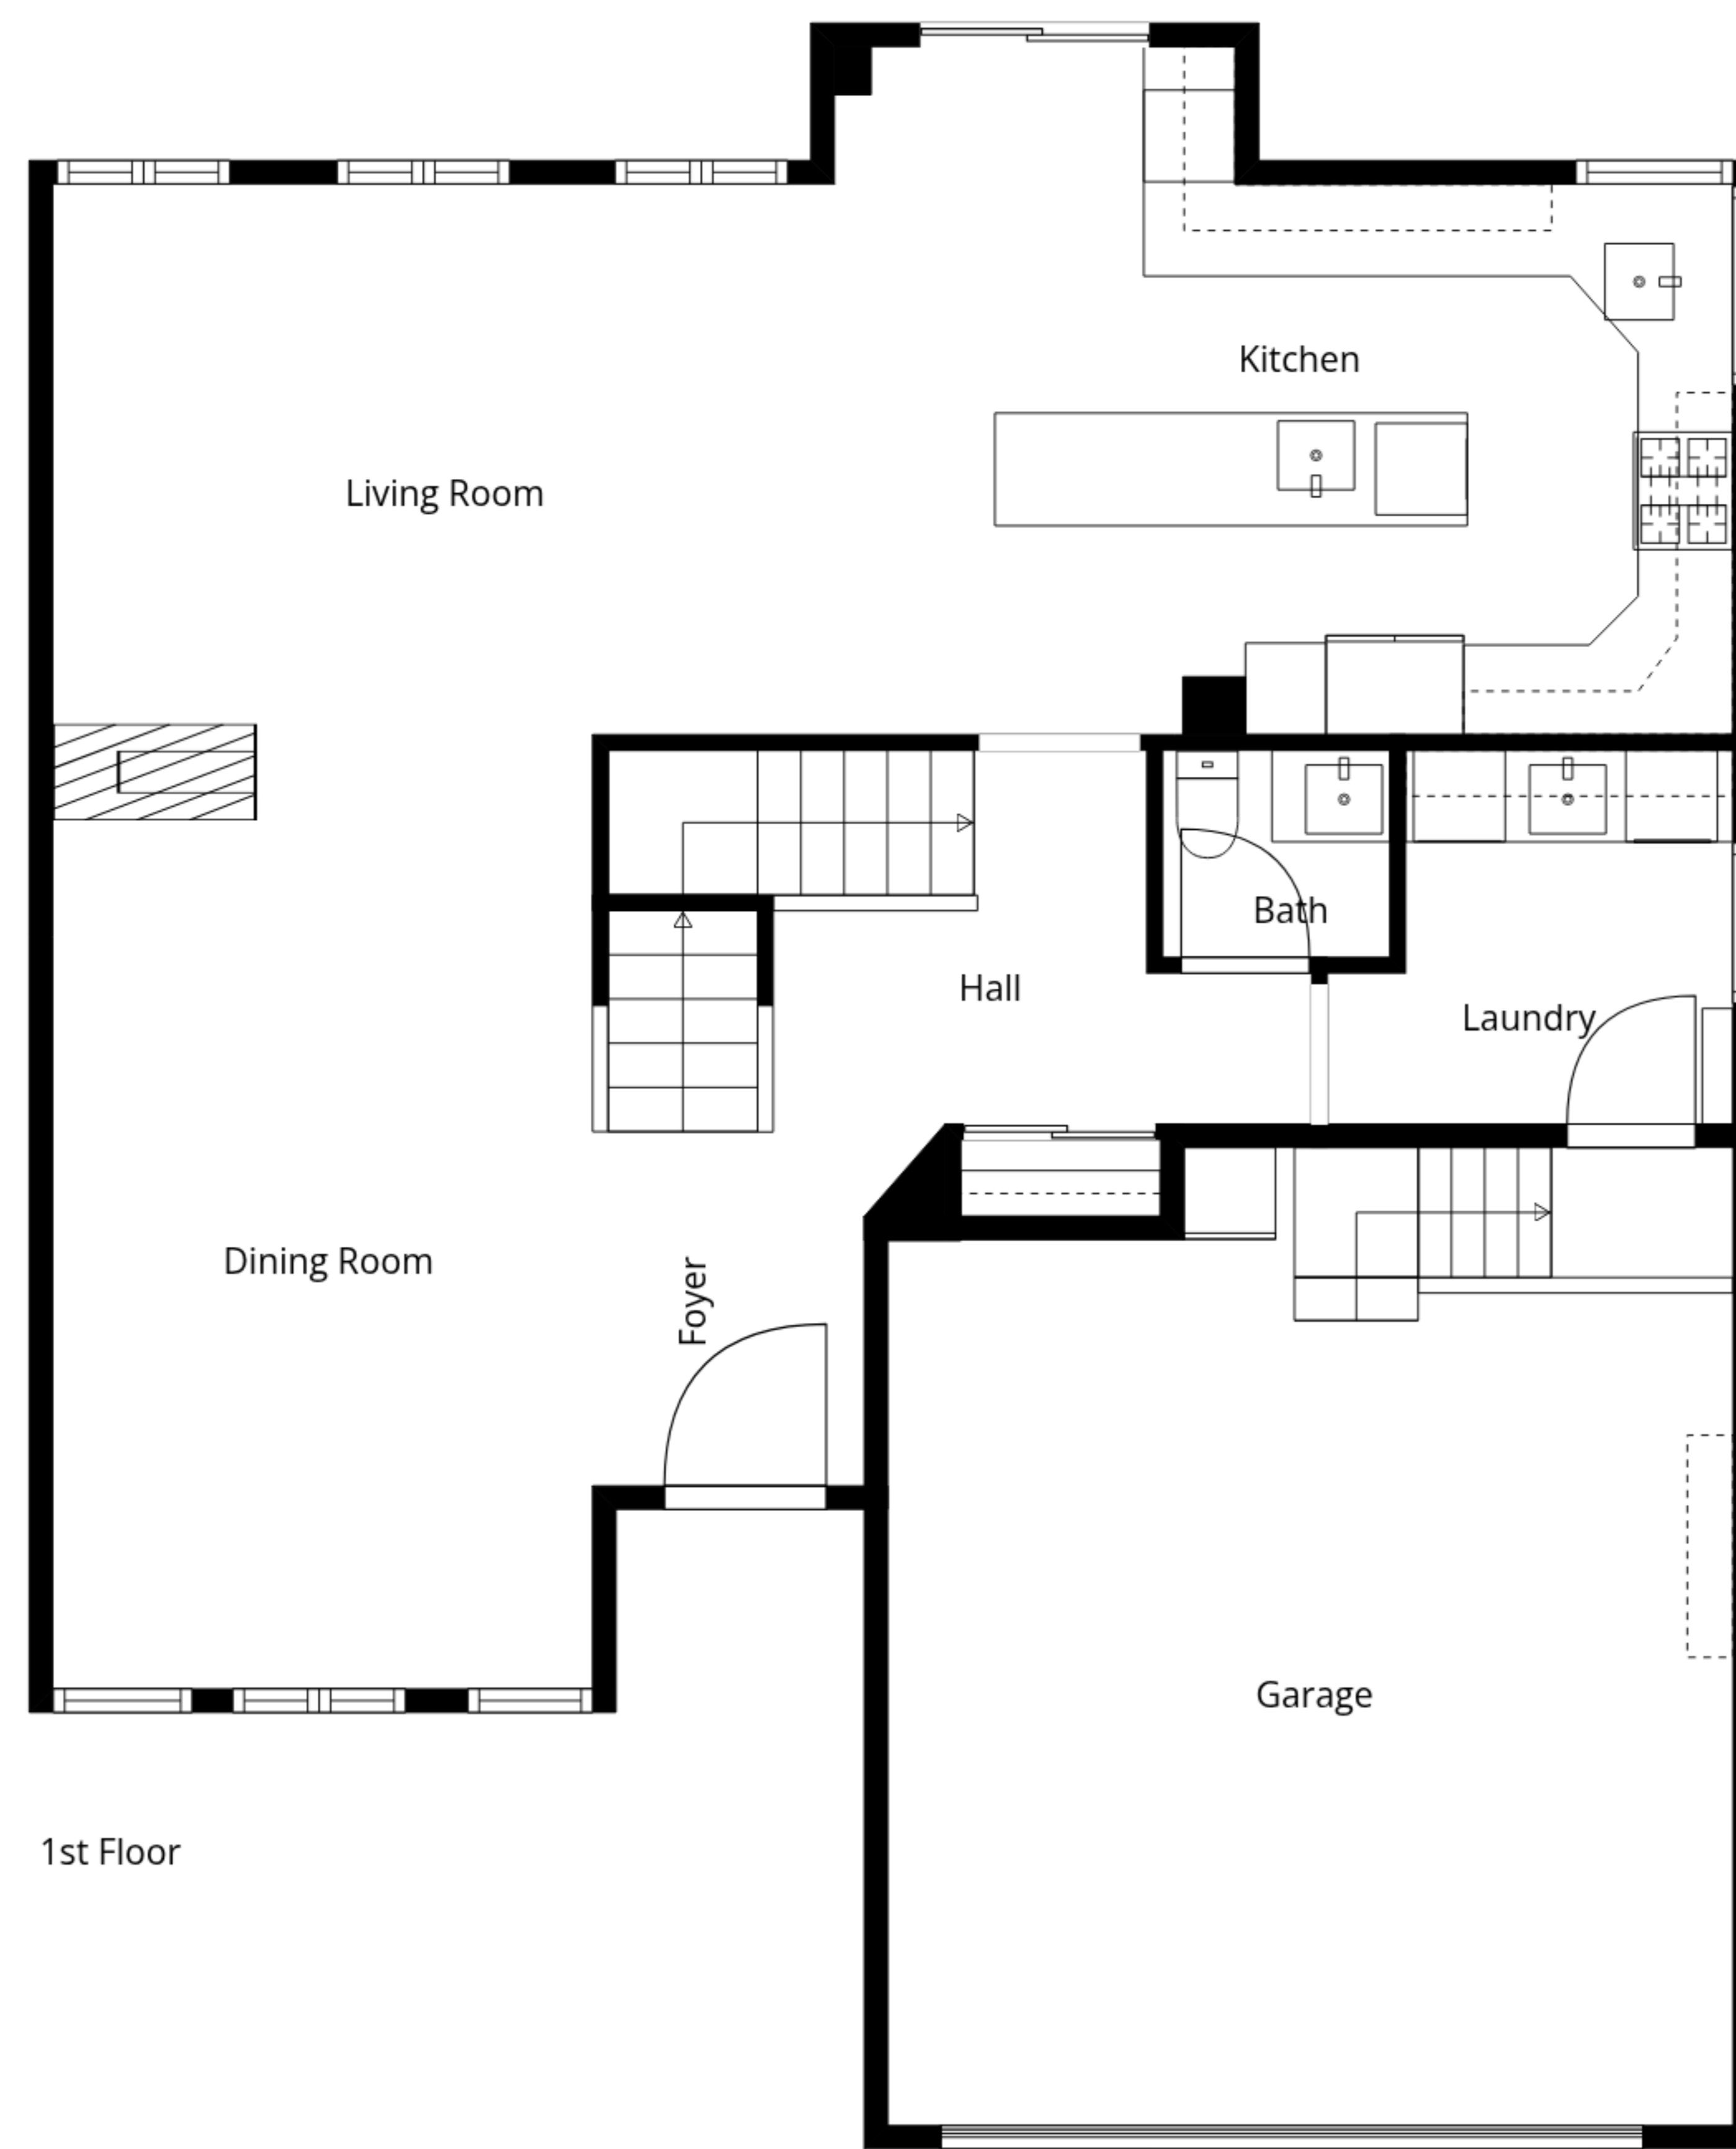 Kitchen
Living Room
Bath
Hall
Laundry
Dining Room
Foyer
Garage
1st Floor